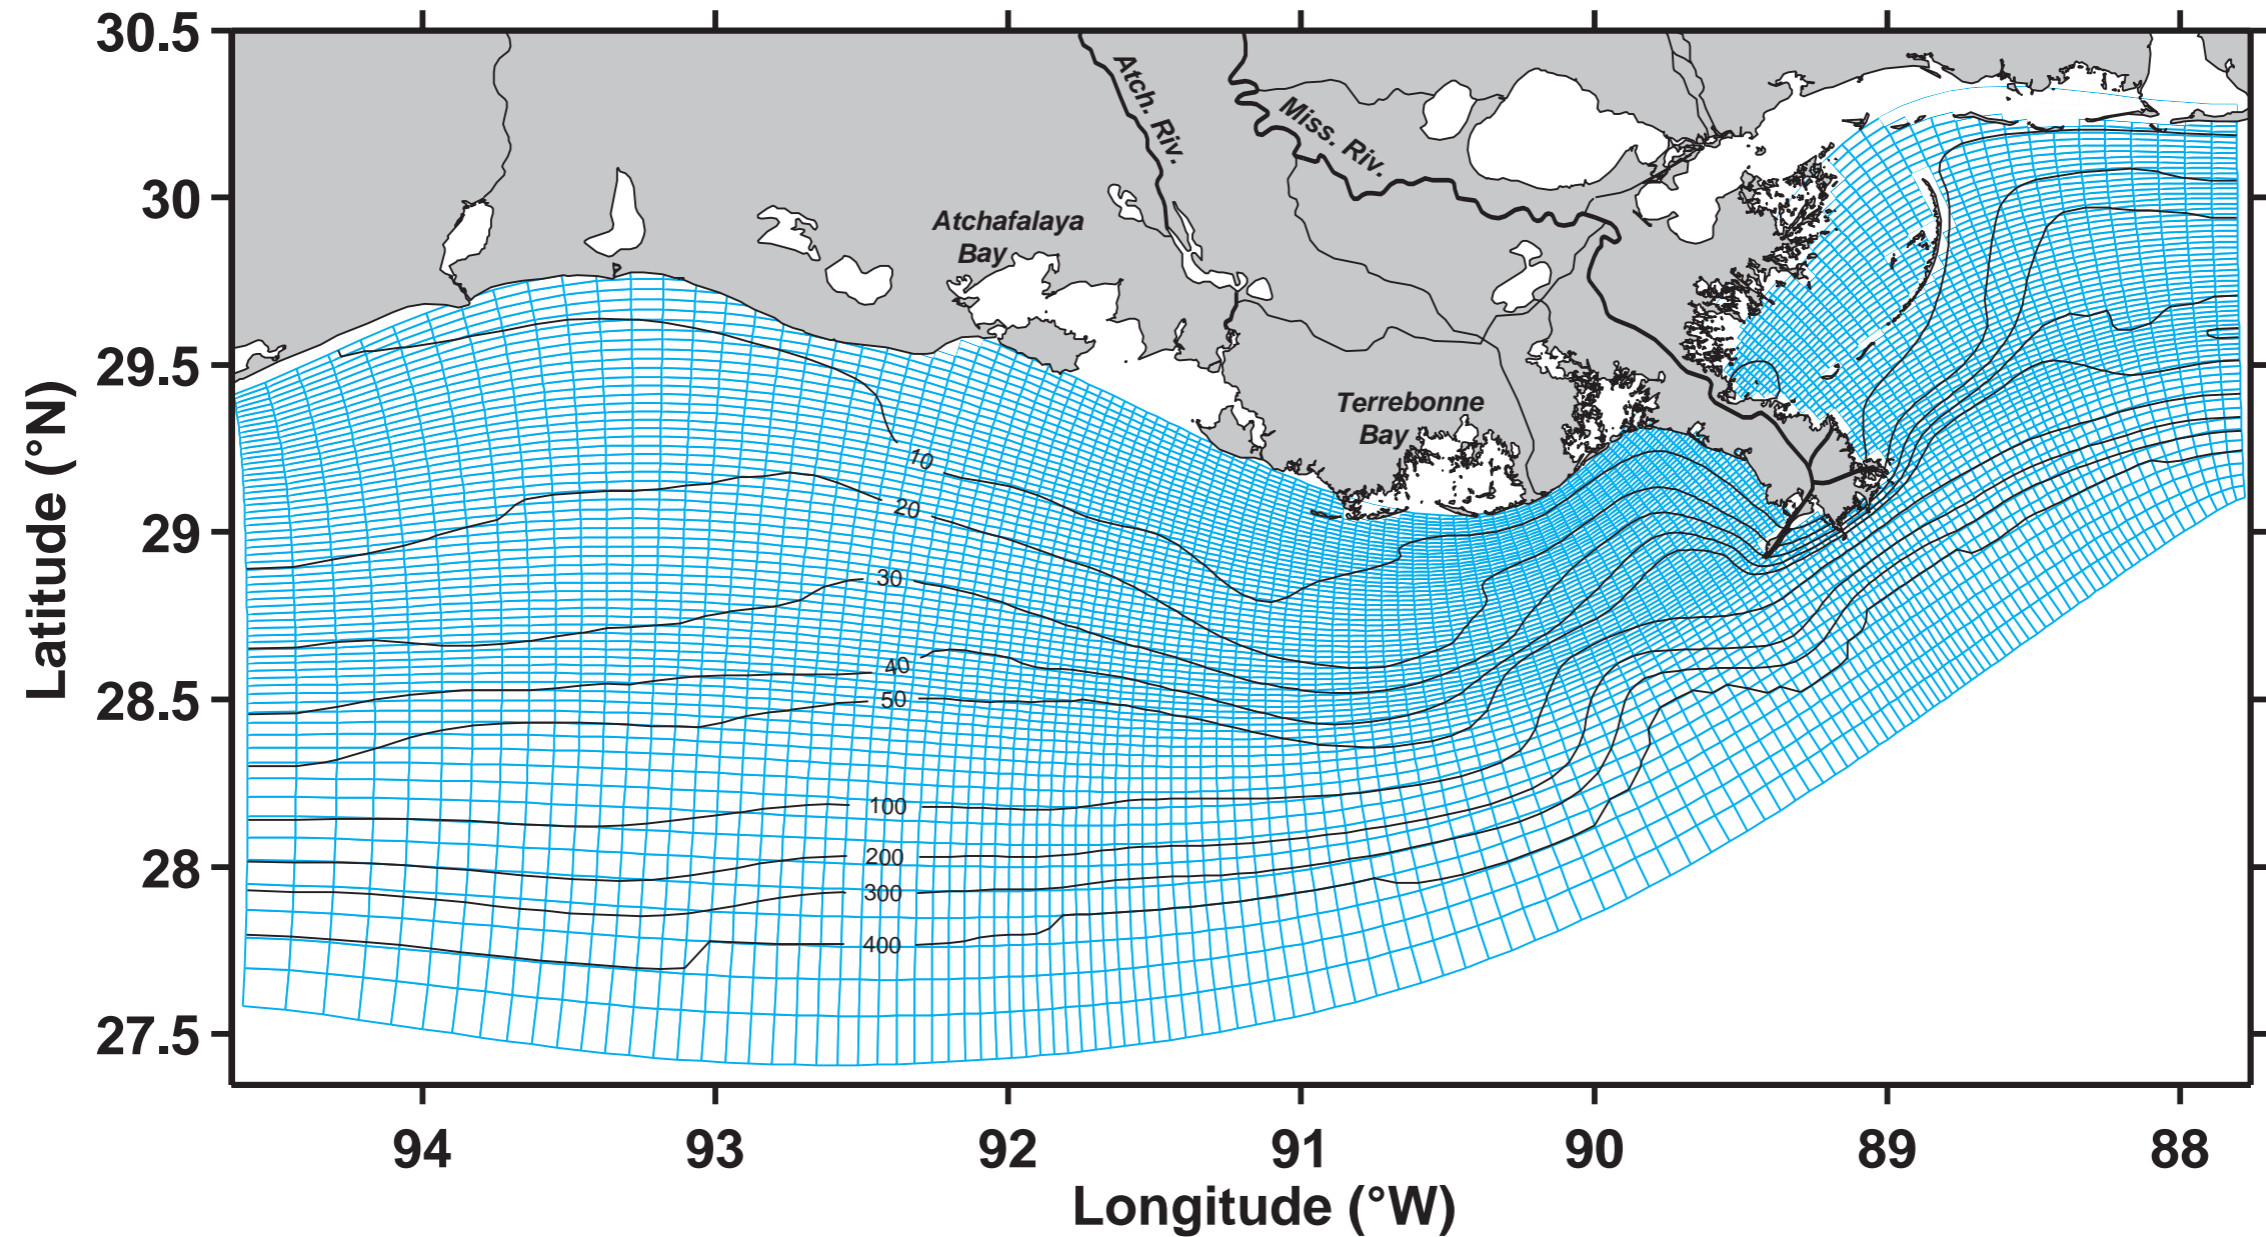 30.5
30
29.5
29
28.5
28
27.5
Latitude (°N)
Atch. Riv.
Miss. Riv.
Atchafalaya
Bay
Terrebonne
Bay
10
20
30
40
50
100
200
300
400
94
93
92
91
90
89
88
Longitude (°W)